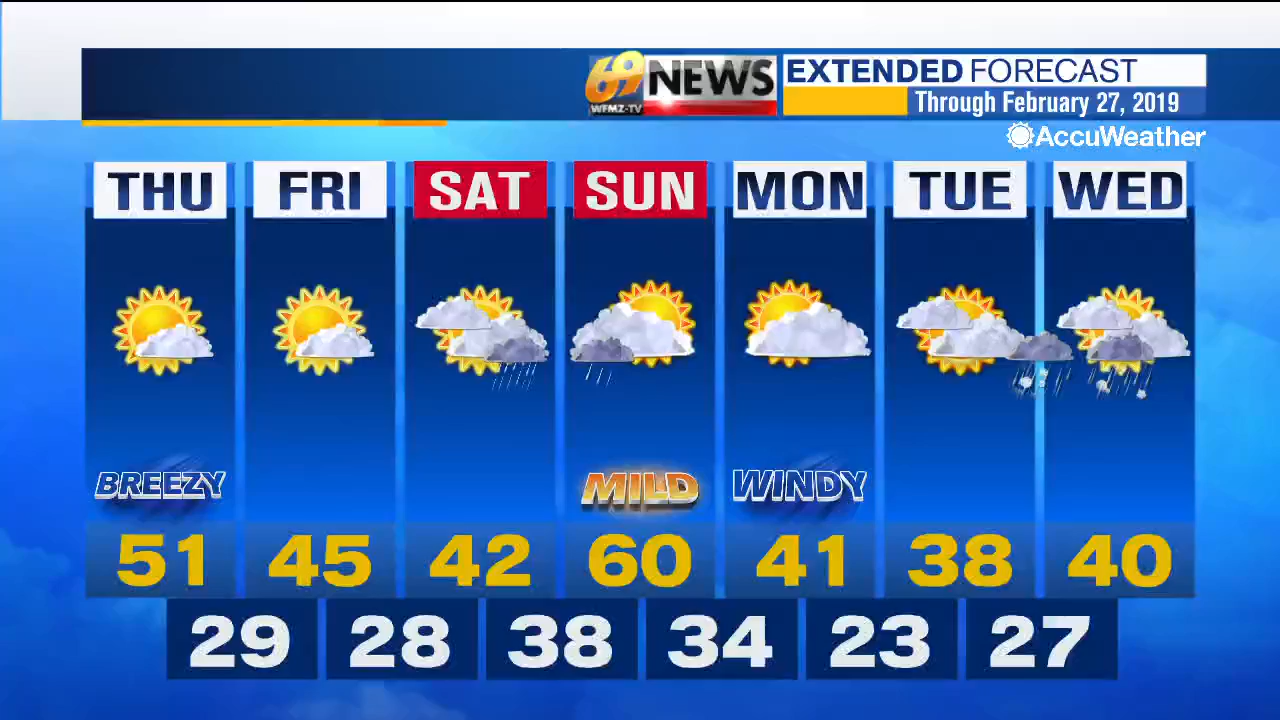 69 NEWS
WFMZ-TV
EXTENDED FORECAST
Through February 27, 2019
AccuWeather
THU FRI SAT SUN MON TUE WED
BREEZY MILD WINDY
51 45 42 60 41 38 40
29 28 38 34 23 27